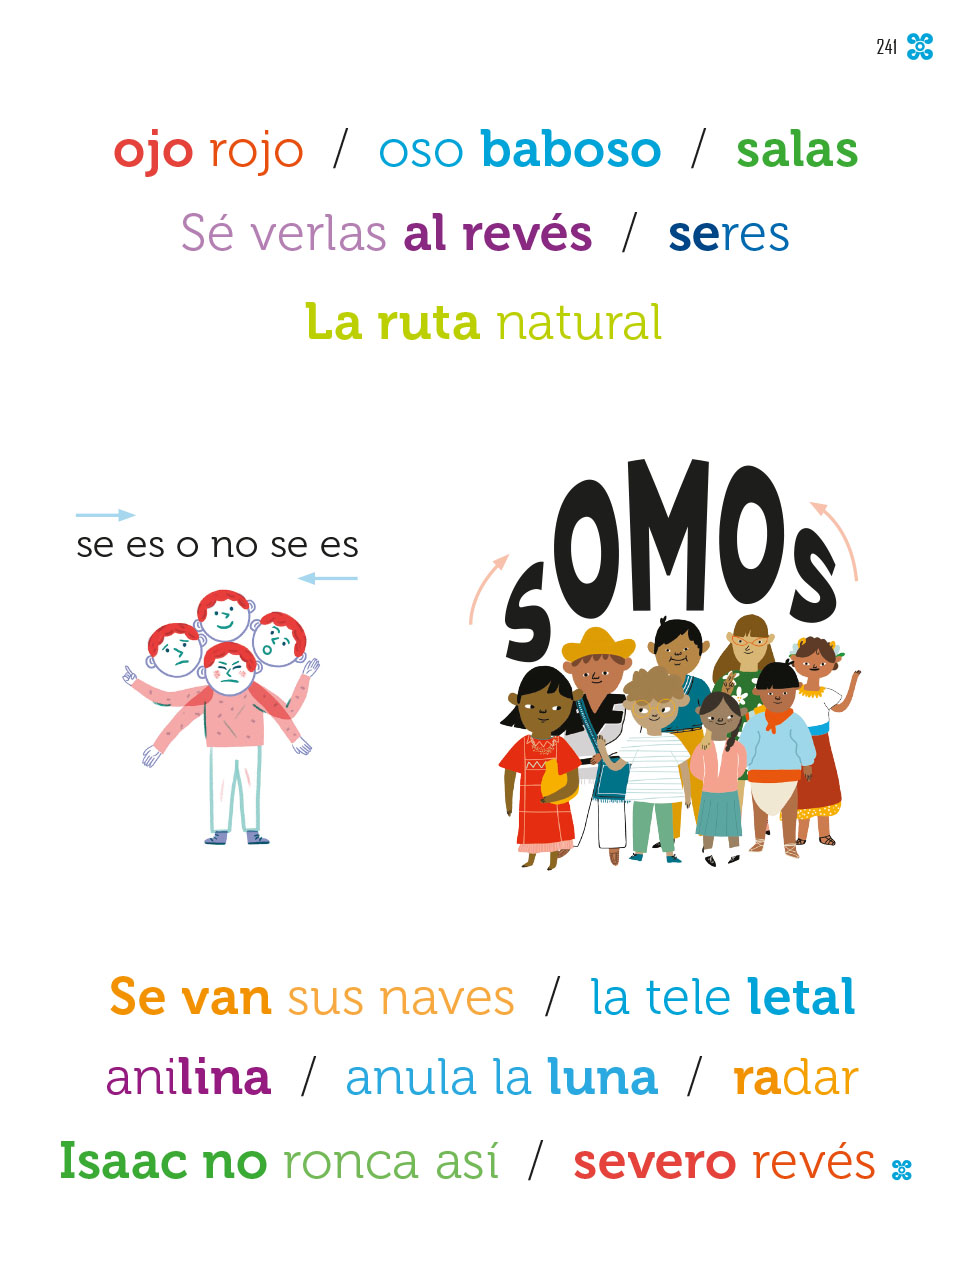 241
ojo rojo / oso baboso / salas
Sé verlas al revés / seres
La ruta natural
SOMOS
se es o no se es
Se van sus naves / la tele letal
anilina / anula la luna / radar
Isaac no ronca así / severo revés